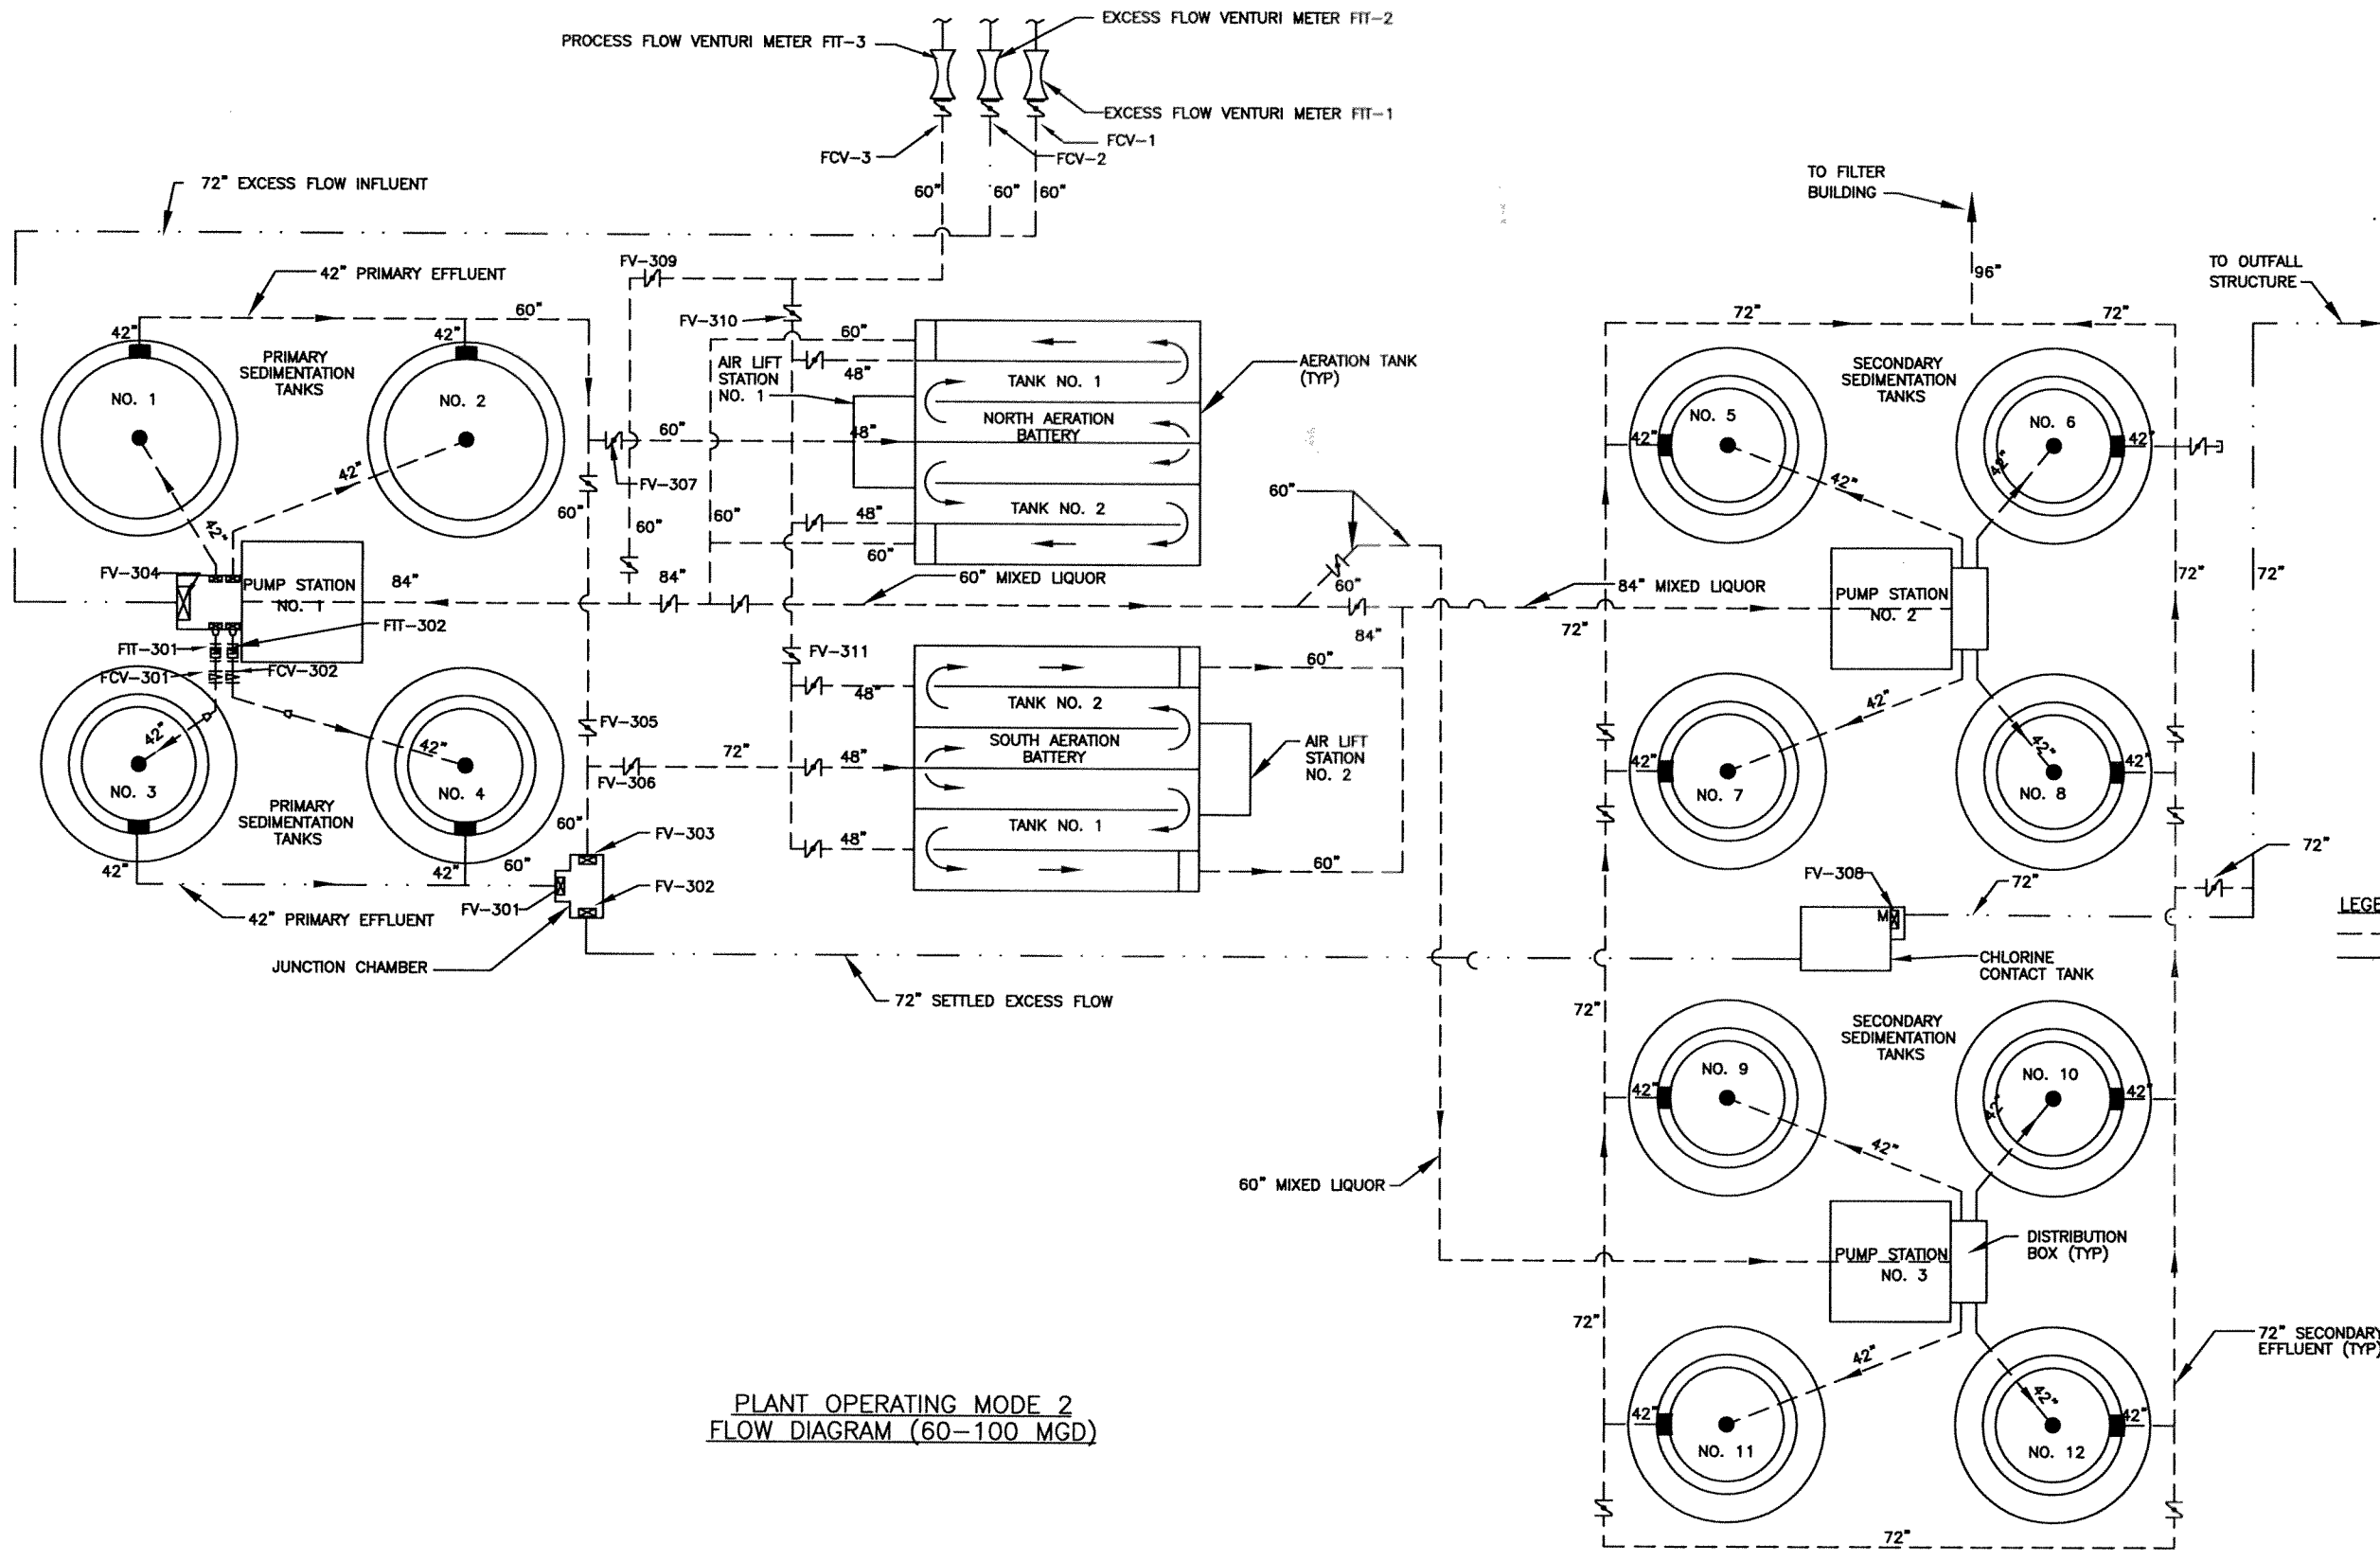 EXCESS FLOW VENTURI METER FIT-2
PROCESS FLOW VENTURI METER FIT-3
EXCESS FLOW VENTURI METER FIT-1
FCV-1
FCV-3
FCV-2
60" 60" 60"
72" EXCESS FLOW INFLUENT
TO FILTER
BUILDING
96"
TO OUTFALL
STRUCTURE
FV-309
42" PRIMARY EFFLUENT
60"
FV-310
42"
42"
PRIMARY
SEDIMENTATION
TANKS
NO. 1
NO. 2
60"
48"
AIR LIFT
STATION
NO. 1
TANK NO. 1
NORTH AERATION
BATTERY
TANK NO. 2
AERATION TANK
(TYP)
60"
48"
FV-307
60"
60"
60"
48"
60"
42"
42"
FV-304
PUMP STATION
NO. 1
84"
84"
60" MIXED LIQUOR
60"
60"
84"
84" MIXED LIQUOR
FIT-302
FIT-301
FCV-301
FCV-302
42"
42"
NO. 3
NO. 4
PRIMARY
SEDIMENTATION
TANKS
42"
42"
60"
42" PRIMARY EFFLUENT
FV-305
FV-306
72"
60"
FV-303
FV-302
FV-301
JUNCTION CHAMBER
72" SETTLED EXCESS FLOW
FV-311
48"
48"
48"
TANK NO. 2
SOUTH AERATION
BATTERY
TANK NO. 1
60"
60"
AIR LIFT
STATION
NO. 2
60" MIXED LIQUOR
72"
72"
SECONDARY
SEDIMENTATION
TANKS
NO. 5
NO. 6
42"
42"
42"
42"
PUMP STATION
NO. 2
72"
72"
72"
42"
42"
42"
42"
NO. 7
NO. 8
72"
FV-308
M
72"
CHLORINE
CONTACT TANK
LEGE
72"
SECONDARY
SEDIMENTATION
TANKS
NO. 9
NO. 10
42"
42"
42"
42"
PUMP STATION
NO. 3
DISTRIBUTION
BOX (TYP)
72"
42"
42"
42"
42"
NO. 11
NO. 12
72" SECONDARY
EFFLUENT (TYP)
72"
PLANT OPERATING MODE 2
FLOW DIAGRAM (60-100 MGD)